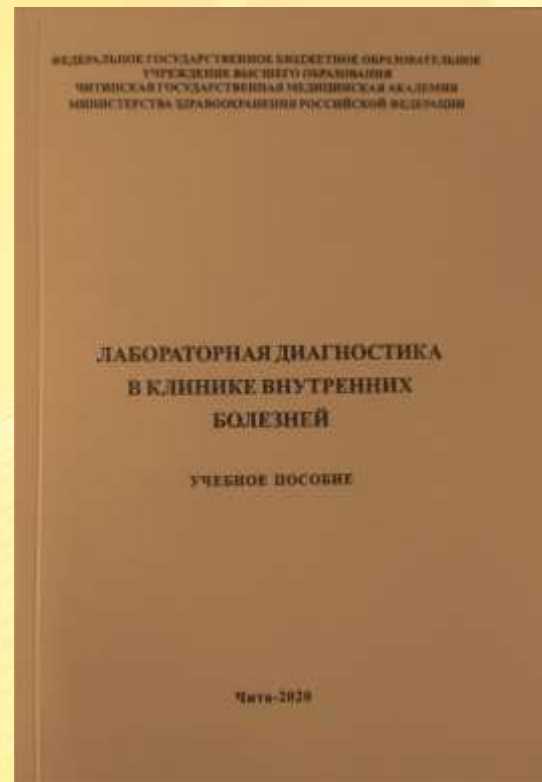 ФЕДЕРАЛЬНОЕ ГОСУДАРСТВЕННОЕ БЮДЖЕТНОЕ ОБРАЗОВАТЕЛЬНОЕ
УЧРЕЖДЕНИЕ ВЫСШЕГО ОБРАЗОВАНИЯ
ЧИТИНСКАЯ ГОСУДАРСТВЕННАЯ МЕДИЦИНСКАЯ АКАДЕМИЯ
МИНИСТЕРСТВА ЗДРАВООХРАНЕНИЯ РОССИЙСКОЙ ФЕДЕРАЦИИ
ЛАБОРАТОРНАЯ ДИАГНОСТИКА
В КЛИНИКЕ ВНУТРЕННИХ
БОЛЕЗНЕЙ
УЧЕБНОЕ ПОСОБИЕ
Чита-2020